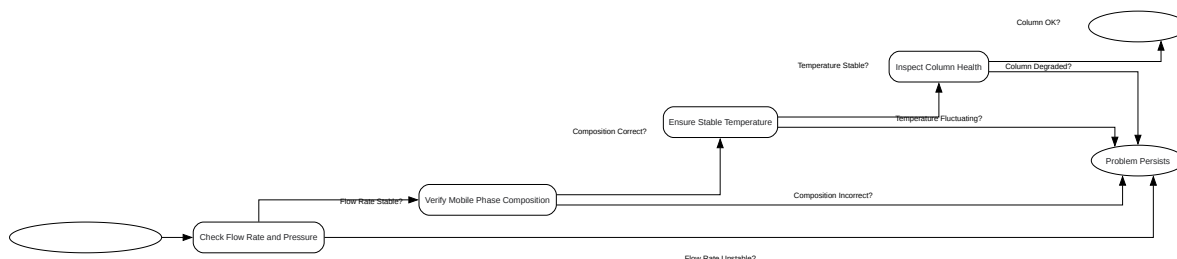 Column OK?
Temperature Stable?
Inspect Column Health
Column Degraded?
Composition Correct?
Ensure Stable Temperature
Temperature Fluctuating?
Problem Persists
Flow Rate Stable?
Verify Mobile Phase Composition
Composition Incorrect?
Check Flow Rate and Pressure
Flow Rate Unstable?